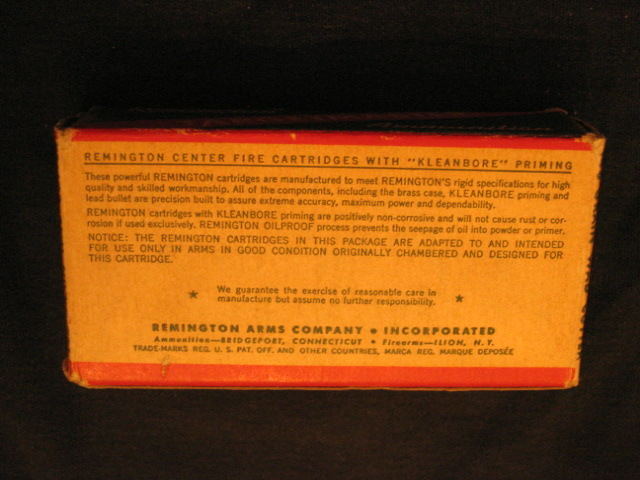 REMINGTON CENTER FIRE CARTRIDGES WITH "KLEANBORE" PRIMING
These powerful REMINGTON cartridges are manufactured to meet REMINGTON'S rigid specifications for high
quality and skilled workmanship. All of the components, including the brass case, KLEANBORE priming and
lead bullet are precision built to assure extreme accuracy, maximum power and dependability.
REMINGTON cartridges with KLEANBORE priming are positively non-corrosive and will not cause rust or cor-
rosion if used exclusively. REMINGTON OILPROOF process prevents the seepage of oil into powder or primer.
NOTICE: THE REMINGTON CARTRIDGES IN THIS PACKAGE ARE ADAPTED TO AND INTENDED
FOR USE ONLY IN ARMS IN GOOD CONDITION ORIGINALLY CHAMBERED AND DESIGNED FOR
THIS CARTRIDGE.
★ We guarantee the exercise of reasonable care in
manufacture but assume no further responsibility. ★
REMINGTON ARMS COMPANY • INCORPORATED
Ammunition—BRIDGEPORT, CONNECTICUT • Firearms—ILION, N. Y.
TRADE-MARKS REG. U. S. PAT. OFF. AND OTHER COUNTRIES, MARCA REG. MARQUE DEPOSÉE